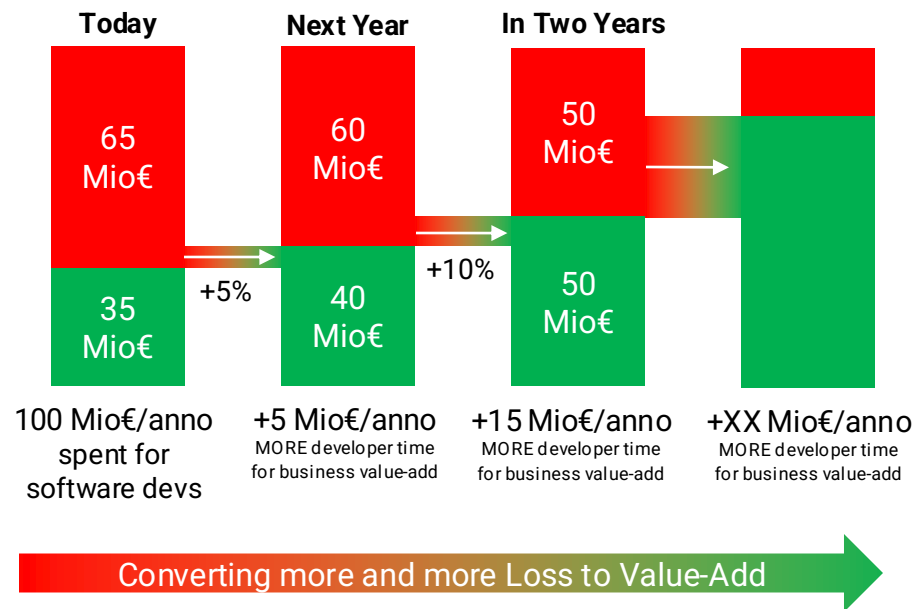 Today
Next Year
In Two Years
65
Mio€
60
Mio€
50
Mio€
+5%
+10%
35
Mio€
40
Mio€
50
Mio€
100 Mio€/anno
spent for
software devs
+5 Mio€/anno
MORE developer time
for business value-add
+15 Mio€/anno
MORE developer time
for business value-add
+XX Mio€/anno
MORE developer time
for business value-add
Converting more and more Loss to Value-Add